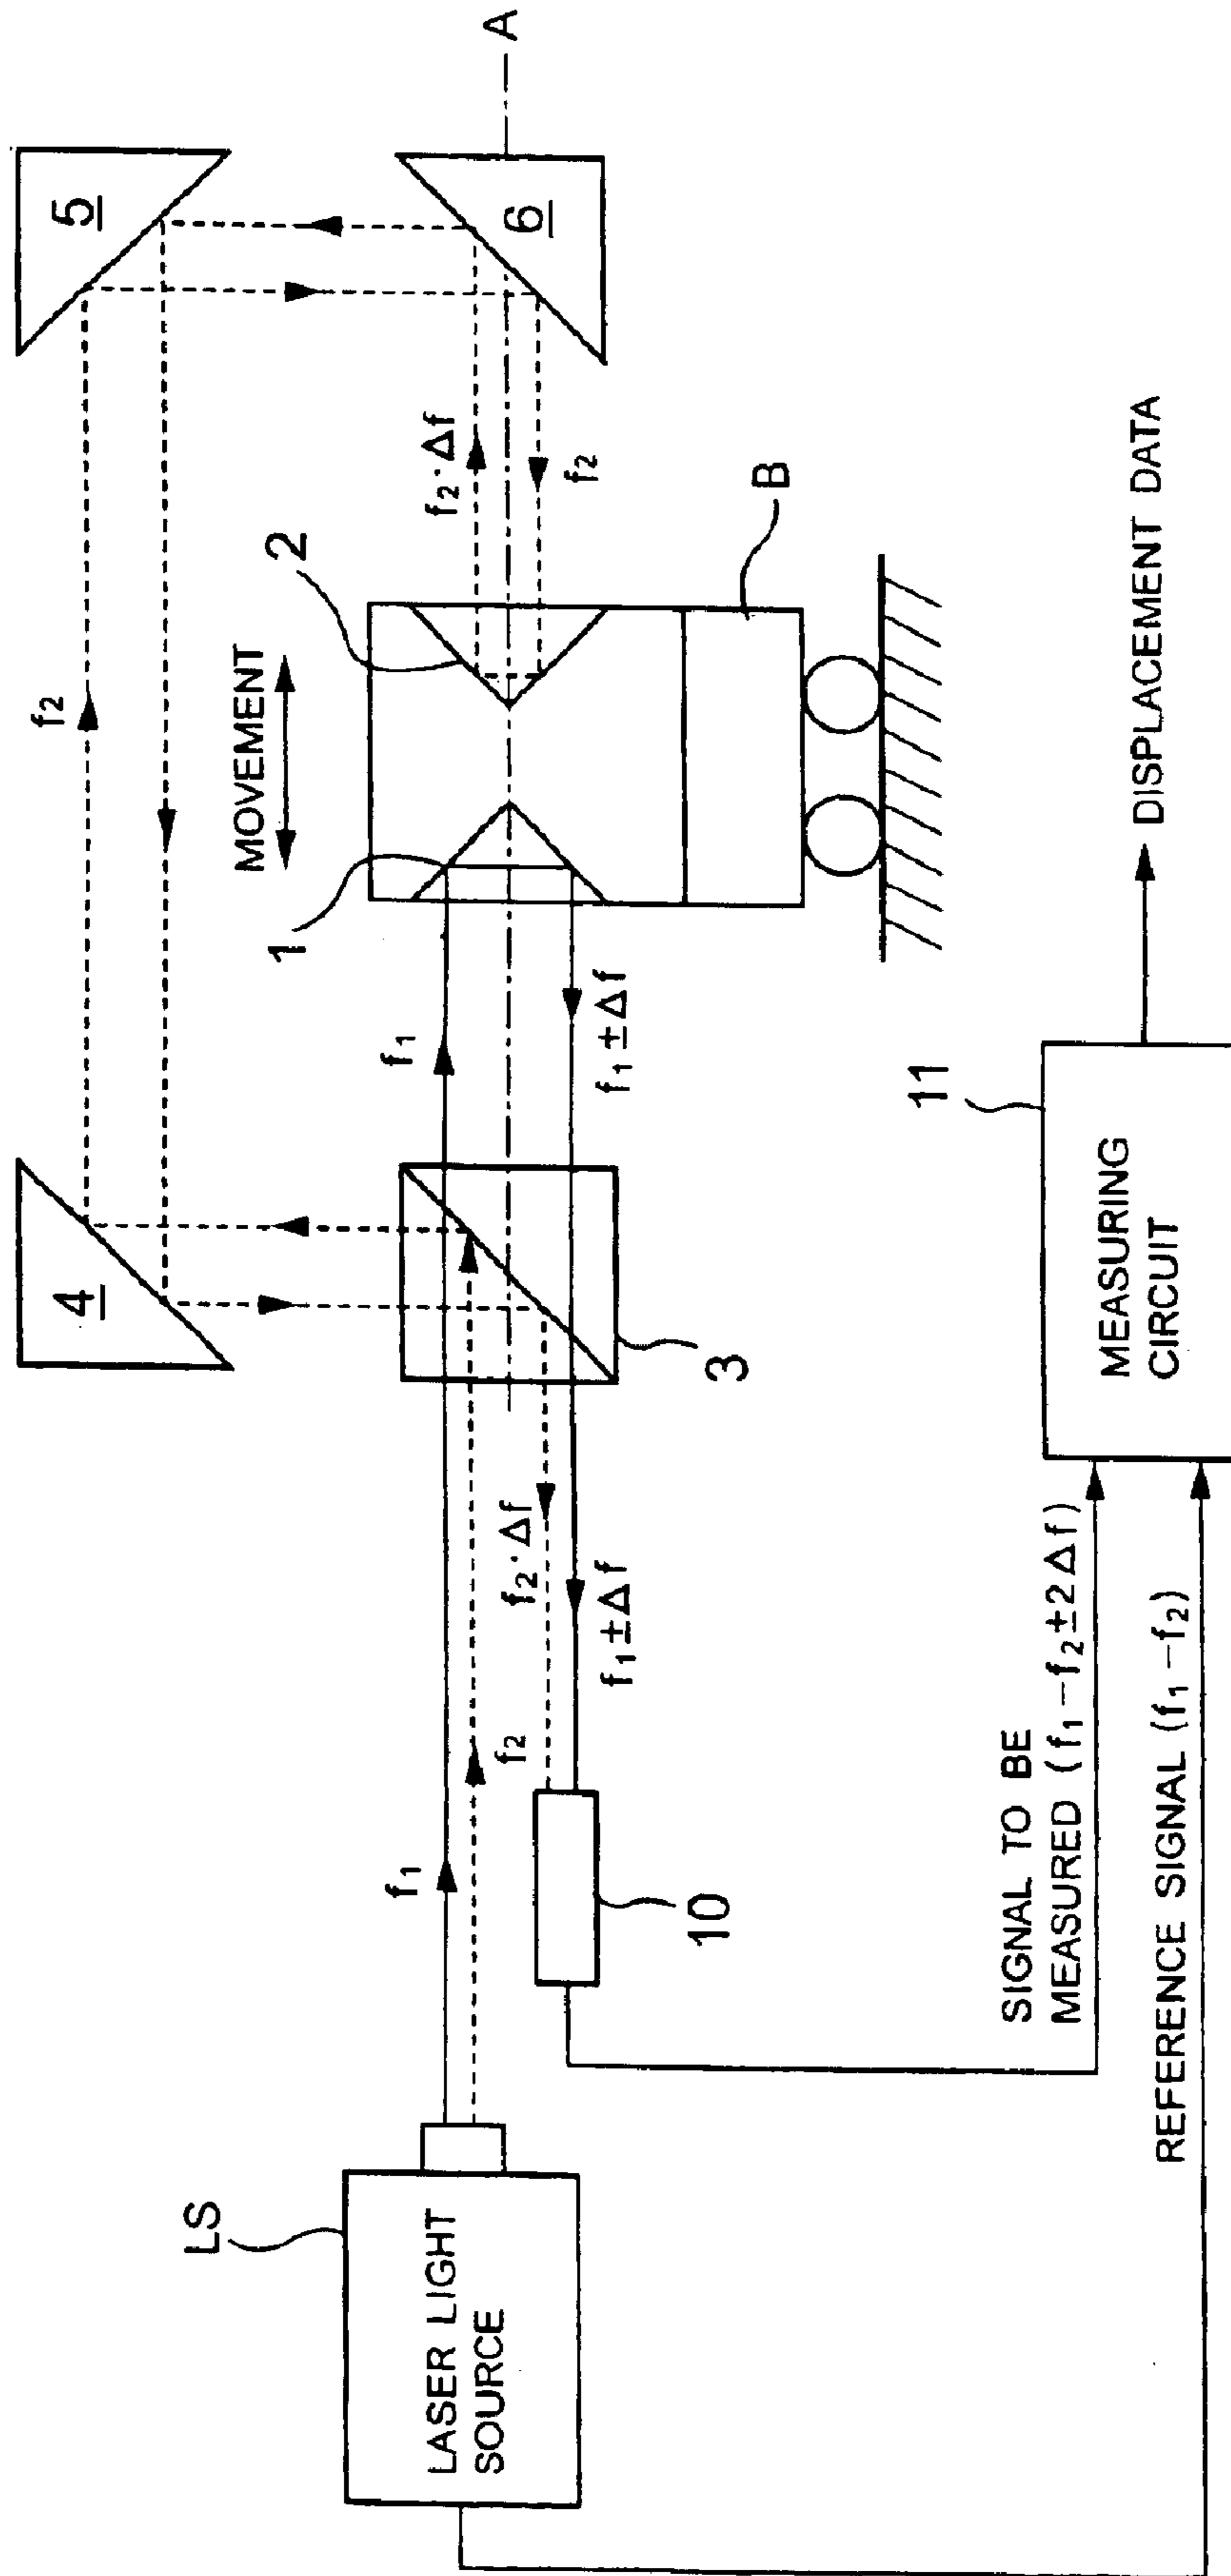 5
6
A
4
f₂
MOVEMENT
2
1
f₂·Δf
f₂
B
f₁
f₁±Δf
3
LS
LASER LIGHT
SOURCE
f₁
f₂
f₂·Δf
f₁±Δf
10
11
MEASURING
CIRCUIT
DISPLACEMENT DATA
SIGNAL TO BE
MEASURED (f₁−f₂±2Δf)
REFERENCE SIGNAL (f₁−f₂)